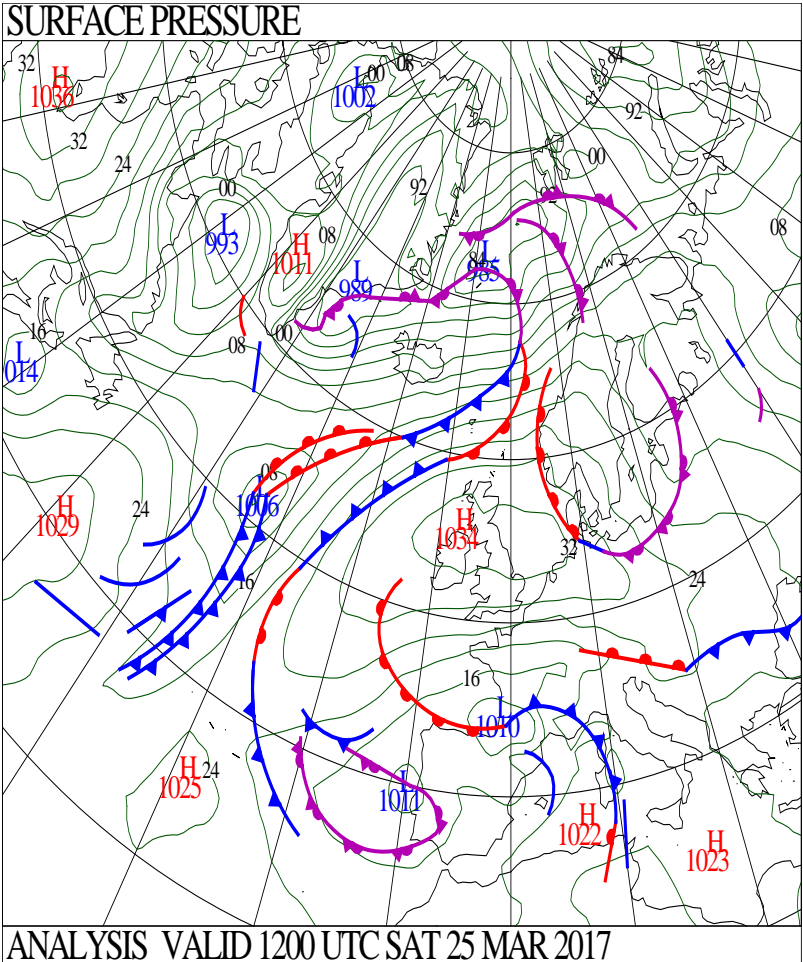 SURFACE PRESSURE
84
32
H
1036
L
1002
00
08
92
32
24
00
92
00
92
L
993
08
H
1011
08
L
989
L
985
84
16
00
08
L
014
08
L
1006
24
H
1029
H
1034
32
16
24
16
L
1010
H
1025
24
L
1011
H
1022
H
1023
ANALYSIS VALID 1200 UTC SAT 25 MAR 2017